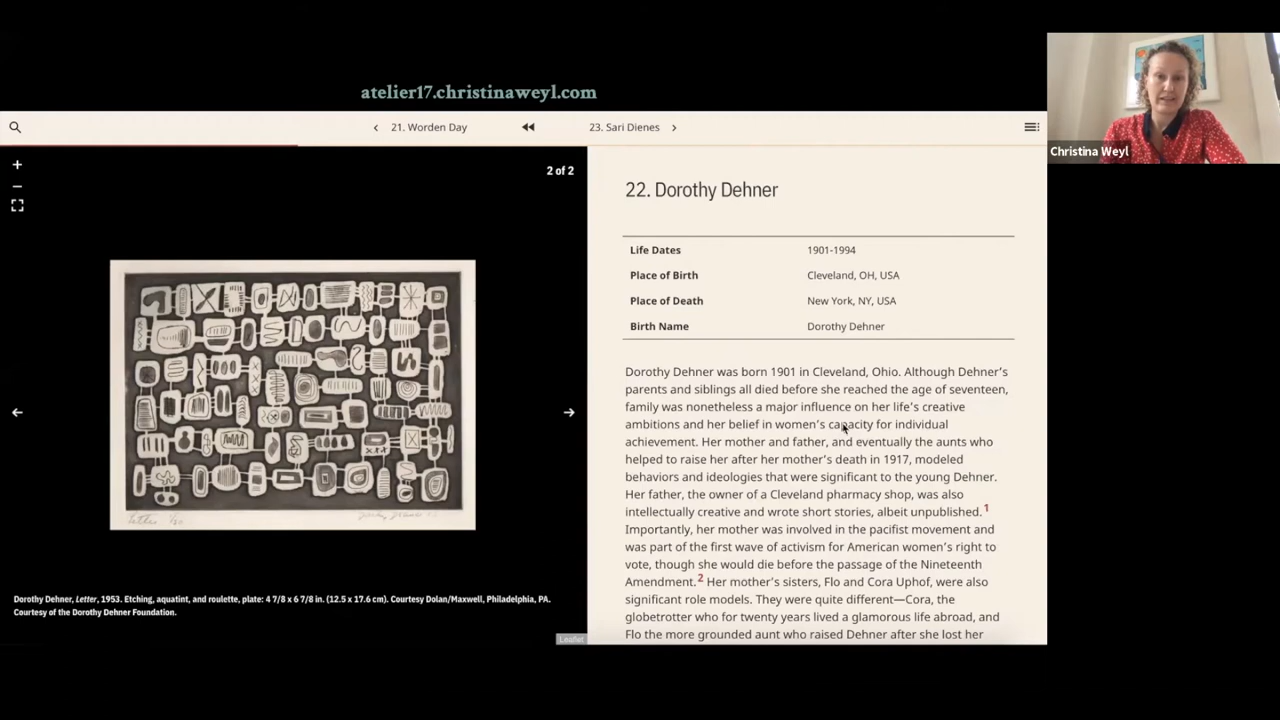 atelier17.christinaweyl.com
21. Worden Day
23. Sari Dienes
Christina Weyl
2 of 2
22. Dorothy Dehner
Life Dates 1901-1994
Place of Birth Cleveland, OH, USA
Place of Death New York, NY, USA
Birth Name Dorothy Dehner
Dorothy Dehner was born 1901 in Cleveland, Ohio. Although Dehner's
parents and siblings all died before she reached the age of seventeen,
family was nonetheless a major influence on her life's creative
ambitions and her belief in women's capacity for individual
achievement. Her mother and father, and eventually the aunts who
helped to raise her after her mother's death in 1917, modeled
behaviors and ideologies that were significant to the young Dehner.
Her father, the owner of a Cleveland pharmacy shop, was also
intellectually creative and wrote short stories, albeit unpublished. 1
Importantly, her mother was involved in the pacifist movement and
was part of the first wave of activism for American women's right to
vote, though she would die before the passage of the Nineteenth
Amendment. 2 Her mother's sisters, Flo and Cora Uphof, were also
significant role models. They were quite different—Cora, the
globetrotter who for twenty years lived a glamorous life abroad, and
Flo the more grounded aunt who raised Dehner after she lost her
Letter
Dorothy Dehner, Letter, 1953. Etching, aquatint, and roulette, plate: 4 7/8 x 6 7/8 in. (12.5 x 17.6 cm). Courtesy Dolan/Maxwell, Philadelphia, PA.
Courtesy of the Dorothy Dehner Foundation.
Leaflet